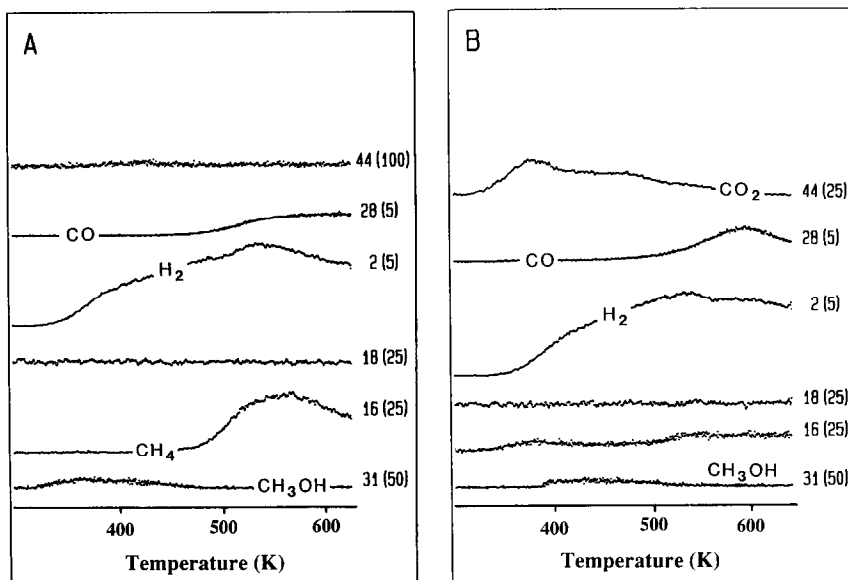 A
44 (100)
28 (5)
CO
2 (5)
H2
18 (25)
16 (25)
CH4
31 (50)
CH3OH
400 500 600
Temperature (K)
B
CO2
44 (25)
28 (5)
CO
2 (5)
H2
18 (25)
16 (25)
CH3OH
31 (50)
400 500 600
Temperature (K)